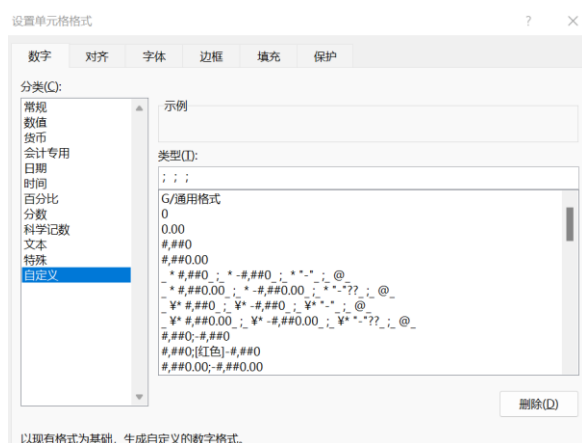 设置单元格格式 ? ×
数字 对齐 字体 边框 填充 保护
分类(C):
常规
数值
货币
会计专用
日期
时间
百分比
分数
科学记数
文本
特殊
自定义
示例
类型(T):
; ; ;
G/通用格式
0
0.00
#,##0
#,##0.00
_ * #,##0_ ;_ * -#,##0_ ;_ * "-"_ ;_ @_
_ * #,##0.00_ ;_ * -#,##0.00_ ;_ * "-"??_ ;_ @_
_ ¥* #,##0_ ;_ ¥* -#,##0_ ;_ ¥* "-"_ ;_ @_
_ ¥* #,##0.00_ ;_ ¥* -#,##0.00_ ;_ ¥* "-"??_ ;_ @_
#,##0;-#,##0
#,##0;[红色]-#,##0
#,##0.00;-#,##0.00
删除(D)
以现有格式为基础，生成自定义的数字格式。